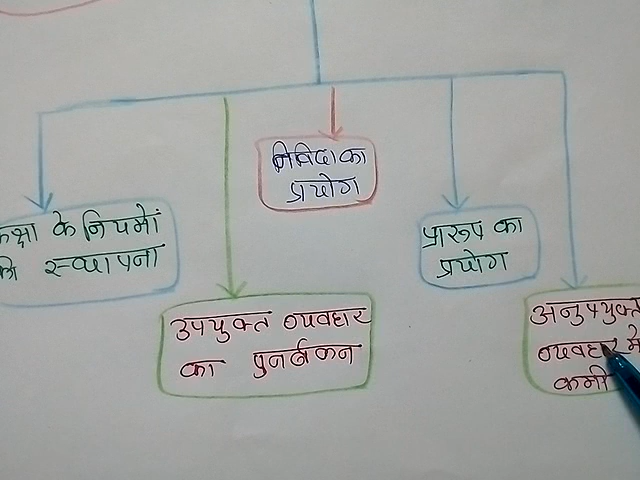 कक्षा के नियमों
की स्थापना
उपयुक्त व्यवहार
का पुनर्बलन
निविदा का
प्रयोग
प्रारूप का
प्रयोग
अनुपयुक्त
व्यवहार में
कमी